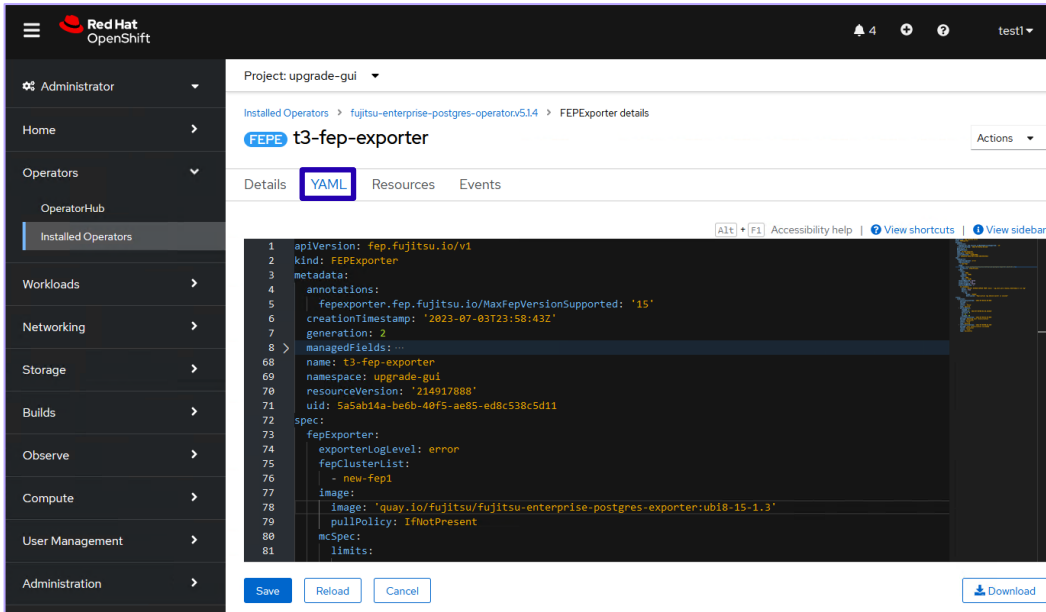 Red Hat
OpenShift
4
test1
Administrator
Home
Operators
OperatorHub
Installed Operators
Workloads
Networking
Storage
Builds
Observe
Compute
User Management
Administration
Project: upgrade-gui
Installed Operators > fujitsu-enterprise-postgres-operator.v5.1.4 > FEPExporter details
FEPE t3-fep-exporter
Actions
Details YAML Resources Events
Alt + F1 Accessibility help | View shortcuts | View sidebar
1 apiVersion: fep.fujitsu.io/v1
2 kind: FEPExporter
3 metadata:
4 annotations:
5 fepexporter.fep.fujitsu.io/MaxFepVersionSupported: '15'
6 creationTimestamp: '2023-07-03T23:58:43Z'
7 generation: 2
8 managedFields: ...
68 name: t3-fep-exporter
69 namespace: upgrade-gui
70 resourceVersion: '214917888'
71 uid: 5a5ab14a-be6b-40f5-ae85-ed8c538c5d11
72 spec:
73 fepExporter:
74 exporterLogLevel: error
75 fepClusterList:
76 - new-fep1
77 image:
78 image: 'quay.io/fujitsu/fujitsu-enterprise-postgres-exporter:ubi8-15-1.3'
79 pullPolicy: IfNotPresent
80 mcSpec:
81 limits:
Save Reload Cancel Download